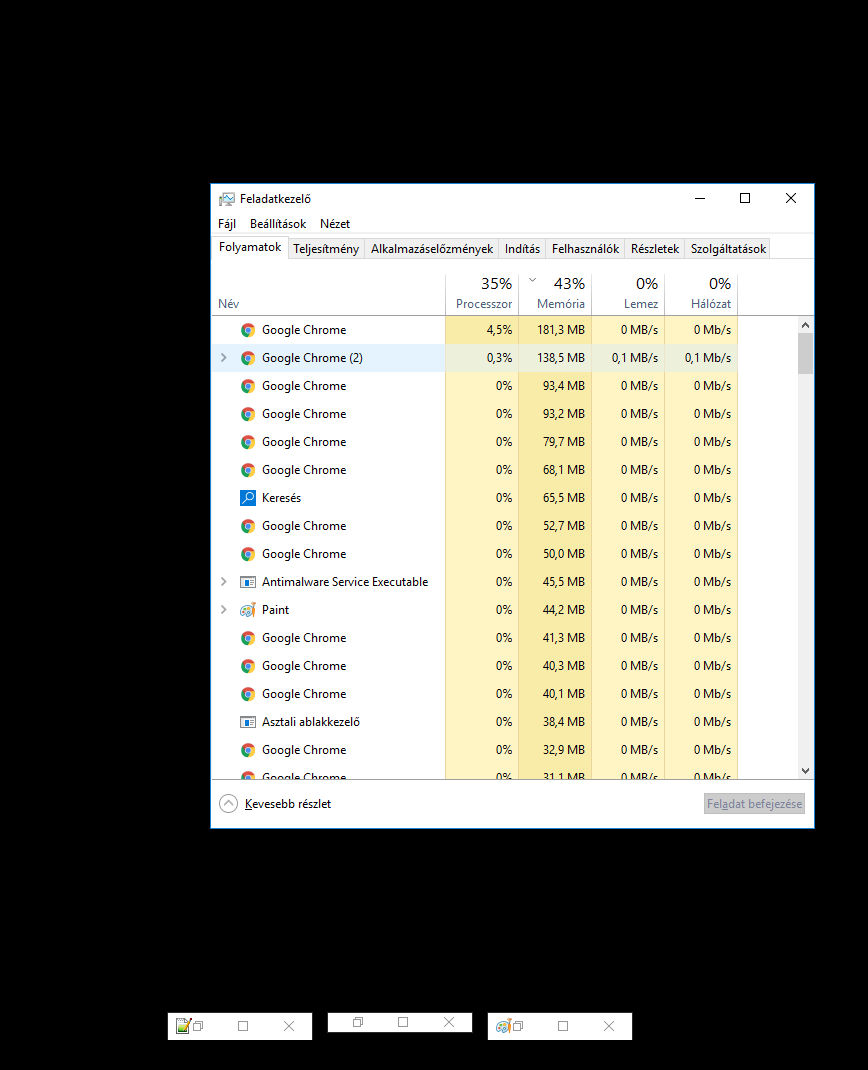 Feladatkezelő
Fájl Beállítások Nézet
Folyamatok Teljesítmény Alkalmazáselőzmények Indítás Felhasználók Részletek Szolgáltatások
35% 43% 0% 0%
Név Processzor Memória Lemez Hálózat
Google Chrome 4,5% 181,3 MB 0 MB/s 0 Mb/s
Google Chrome (2) 0,3% 138,5 MB 0,1 MB/s 0,1 Mb/s
Google Chrome 0% 93,4 MB 0 MB/s 0 Mb/s
Google Chrome 0% 93,2 MB 0 MB/s 0 Mb/s
Google Chrome 0% 79,7 MB 0 MB/s 0 Mb/s
Google Chrome 0% 68,1 MB 0 MB/s 0 Mb/s
Keresés 0% 65,5 MB 0 MB/s 0 Mb/s
Google Chrome 0% 52,7 MB 0 MB/s 0 Mb/s
Google Chrome 0% 50,0 MB 0 MB/s 0 Mb/s
Antimalware Service Executable 0% 45,5 MB 0 MB/s 0 Mb/s
Paint 0% 44,2 MB 0 MB/s 0 Mb/s
Google Chrome 0% 41,3 MB 0 MB/s 0 Mb/s
Google Chrome 0% 40,3 MB 0 MB/s 0 Mb/s
Google Chrome 0% 40,1 MB 0 MB/s 0 Mb/s
Asztali ablakkezelő 0% 38,4 MB 0 MB/s 0 Mb/s
Google Chrome 0% 32,9 MB 0 MB/s 0 Mb/s
Google Chrome 0% 31,1 MB 0 MB/s 0 Mb/s
Kevesebb részlet Feladat befejezése